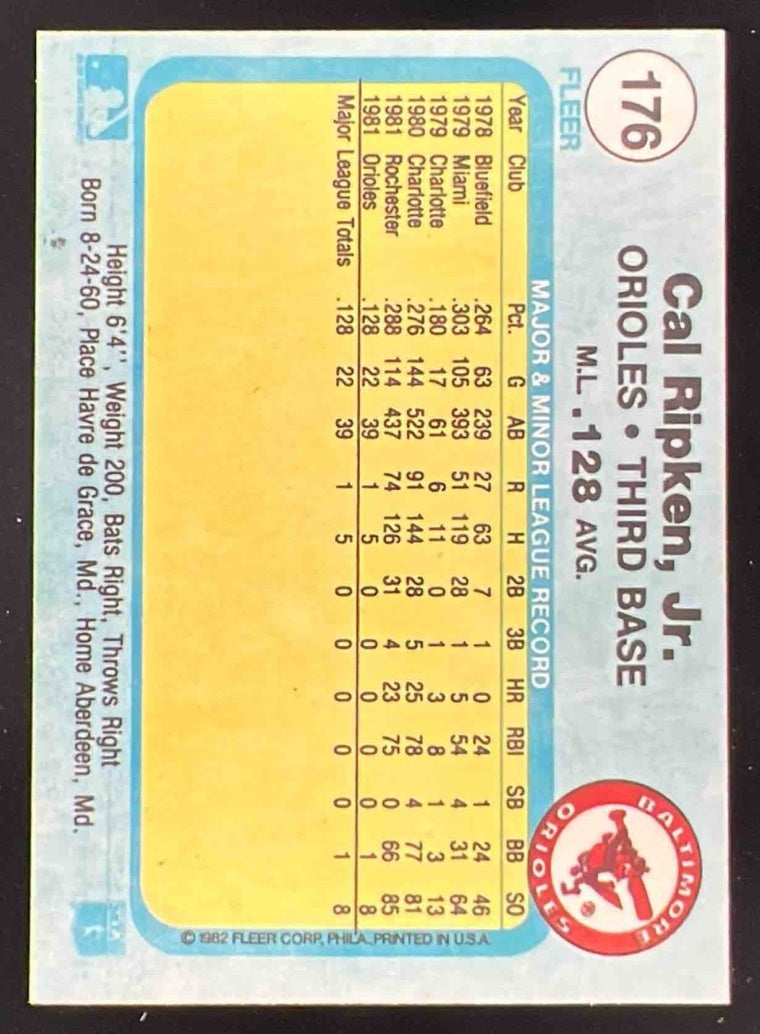 176
FLEER
Cal Ripken, Jr.
ORIOLES • THIRD BASE
M.L. .128 AVG.
BALTIMORE
ORIOLES
®
MAJOR & MINOR LEAGUE RECORD
Year Club Pct. G AB R H 2B 3B HR RBI SB BB SO
1978 Bluefield .264 63 239 27 63 7 1 0 24 1 24 46
1979 Miami .303 105 393 51 119 28 1 5 54 4 31 64
1979 Charlotte .180 17 61 6 11 0 1 3 8 1 3 13
1980 Charlotte .276 144 522 91 144 28 5 25 78 4 77 81
1981 Rochester .288 114 437 74 126 31 4 23 75 0 66 85
1981 Orioles .128 22 39 1 5 0 0 0 0 0 1 8
Major League Totals .128 22 39 1 5 0 0 0 0 0 1 8
© 1982 FLEER CORP, PHILA., PRINTED IN U.S.A.
Height 6'4", Weight 200, Bats Right, Throws Right
Born 8-24-60, Place Havre de Grace, Md., Home Aberdeen, Md.